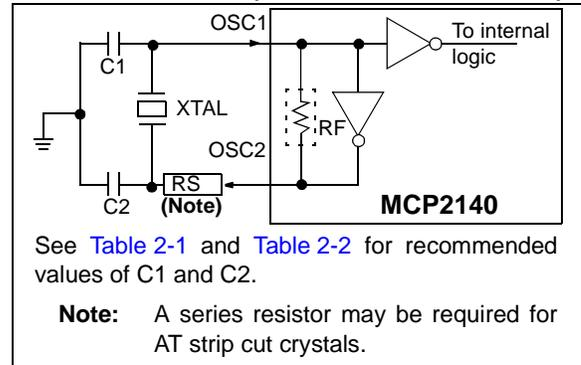 OSC1
To internal
logic
C1
XTAL
RF
OSC2
RS
C2
(Note)
MCP2140
See Table 2-1 and Table 2-2 for recommended
values of C1 and C2.
Note: A series resistor may be required for
AT strip cut crystals.